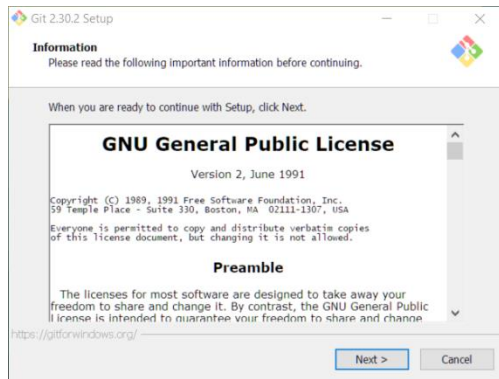 Git 2.30.2 Setup
Information
Please read the following important information before continuing.
When you are ready to continue with Setup, click Next.
GNU General Public License
Version 2, June 1991
Copyright (C) 1989, 1991 Free Software Foundation, Inc.
59 Temple Place - Suite 330, Boston, MA  02111-1307, USA
Everyone is permitted to copy and distribute verbatim copies
of this license document, but changing it is not allowed.
Preamble
The licenses for most software are designed to take away your
freedom to share and change it. By contrast, the GNU General Public
License is intended to guarantee your freedom to share and change
https://gitforwindows.org/
Next >
Cancel